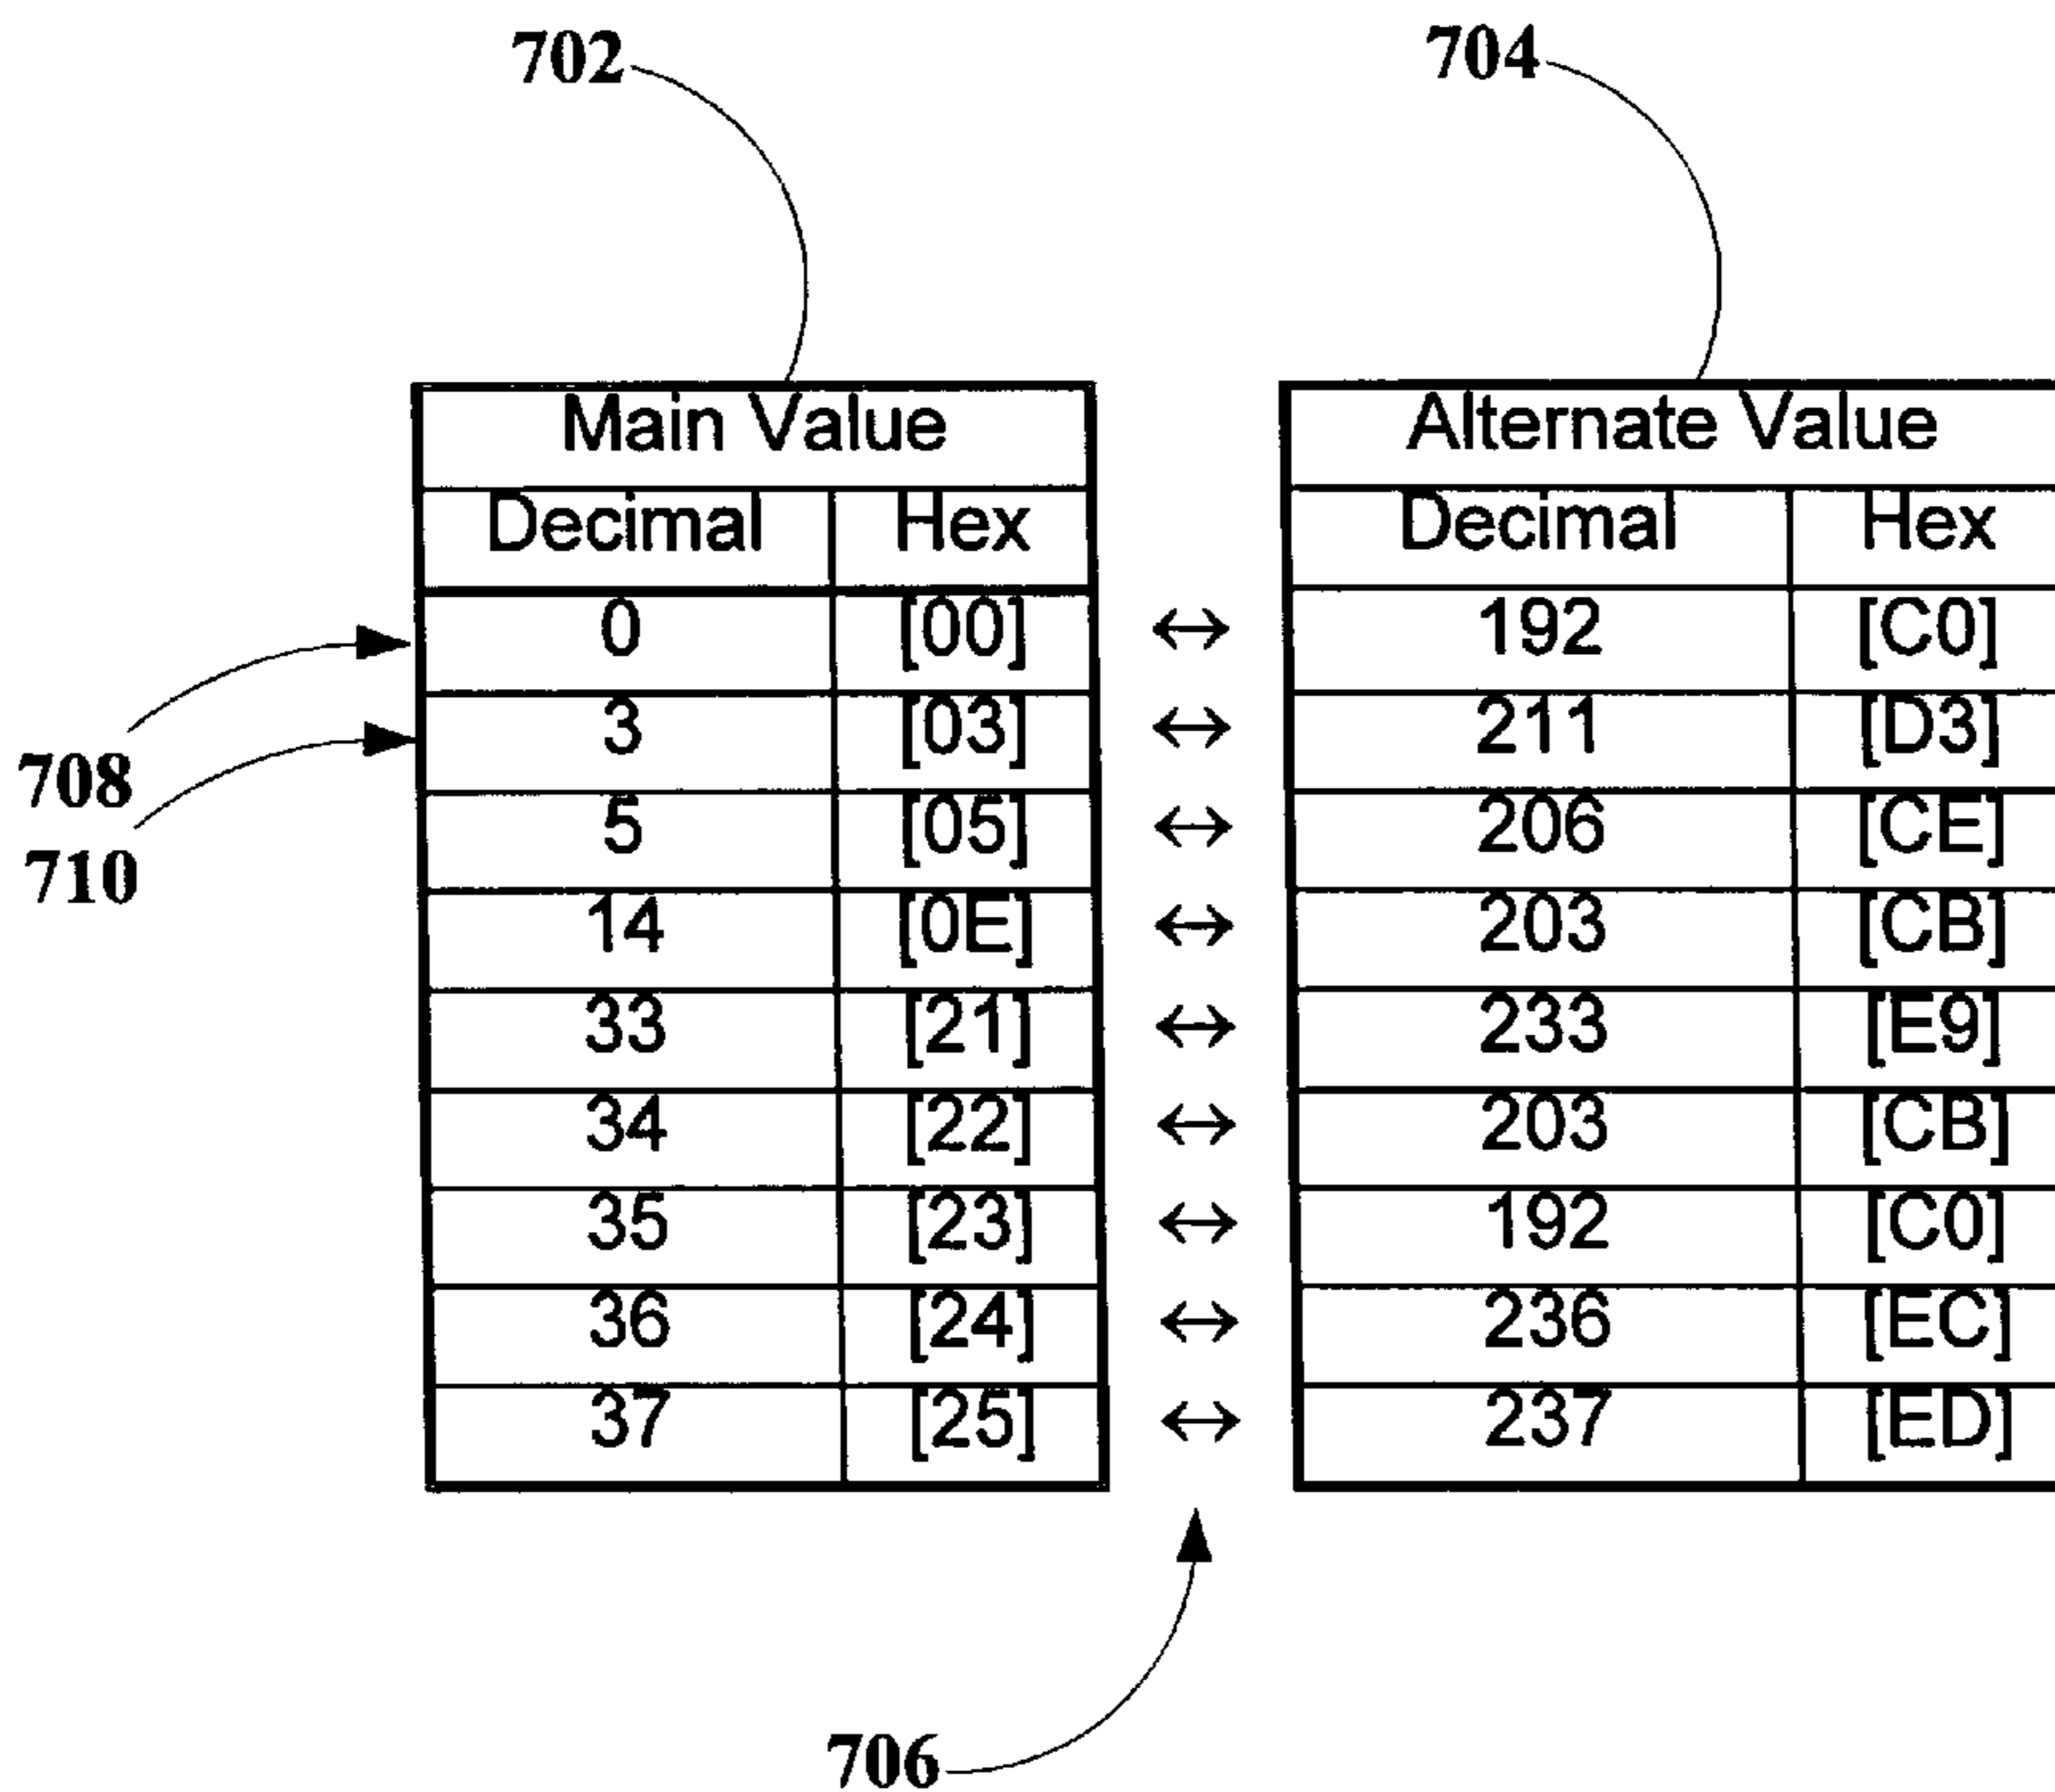 702 704
Main Value Alternate Value
Decimal Hex Decimal Hex
0 [00] ↔ 192 [C0]
3 [03] ↔ 211 [D3]
708
5 [05] ↔ 206 [CE]
710
14 [0E] ↔ 203 [CB]
33 [21] ↔ 233 [E9]
34 [22] ↔ 203 [CB]
35 [23] ↔ 192 [C0]
36 [24] ↔ 236 [EC]
37 [25] ↔ 237 [ED]
706